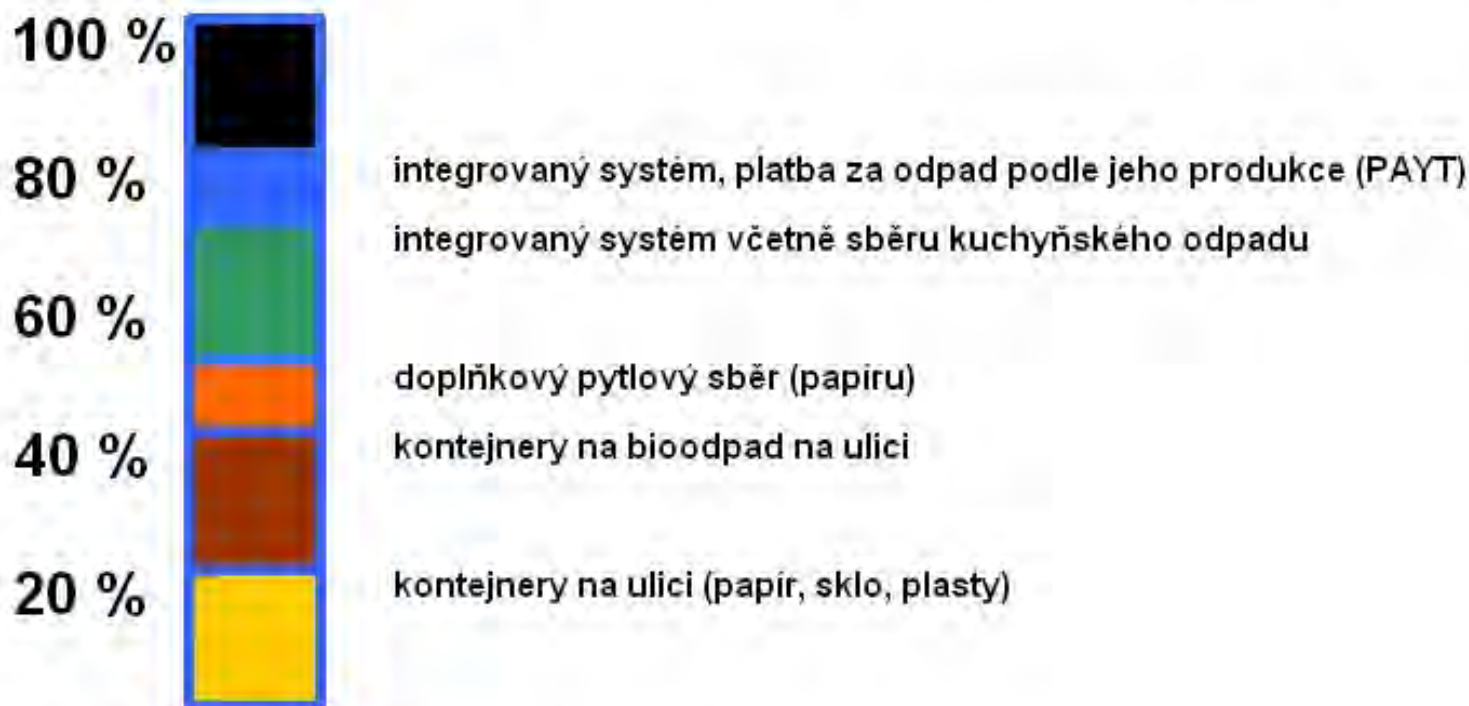 100 %
80 %
integrovaný systém, platba za odpad podle jeho produkce (PAYT)
integrovaný systém včetně sběru kuchyňského odpadu
60 %
doplňkový pytlový sběr (papíru)
40 %
kontejnery na bioodpad na ulici
20 %
kontejnery na ulici (papír, sklo, plasty)